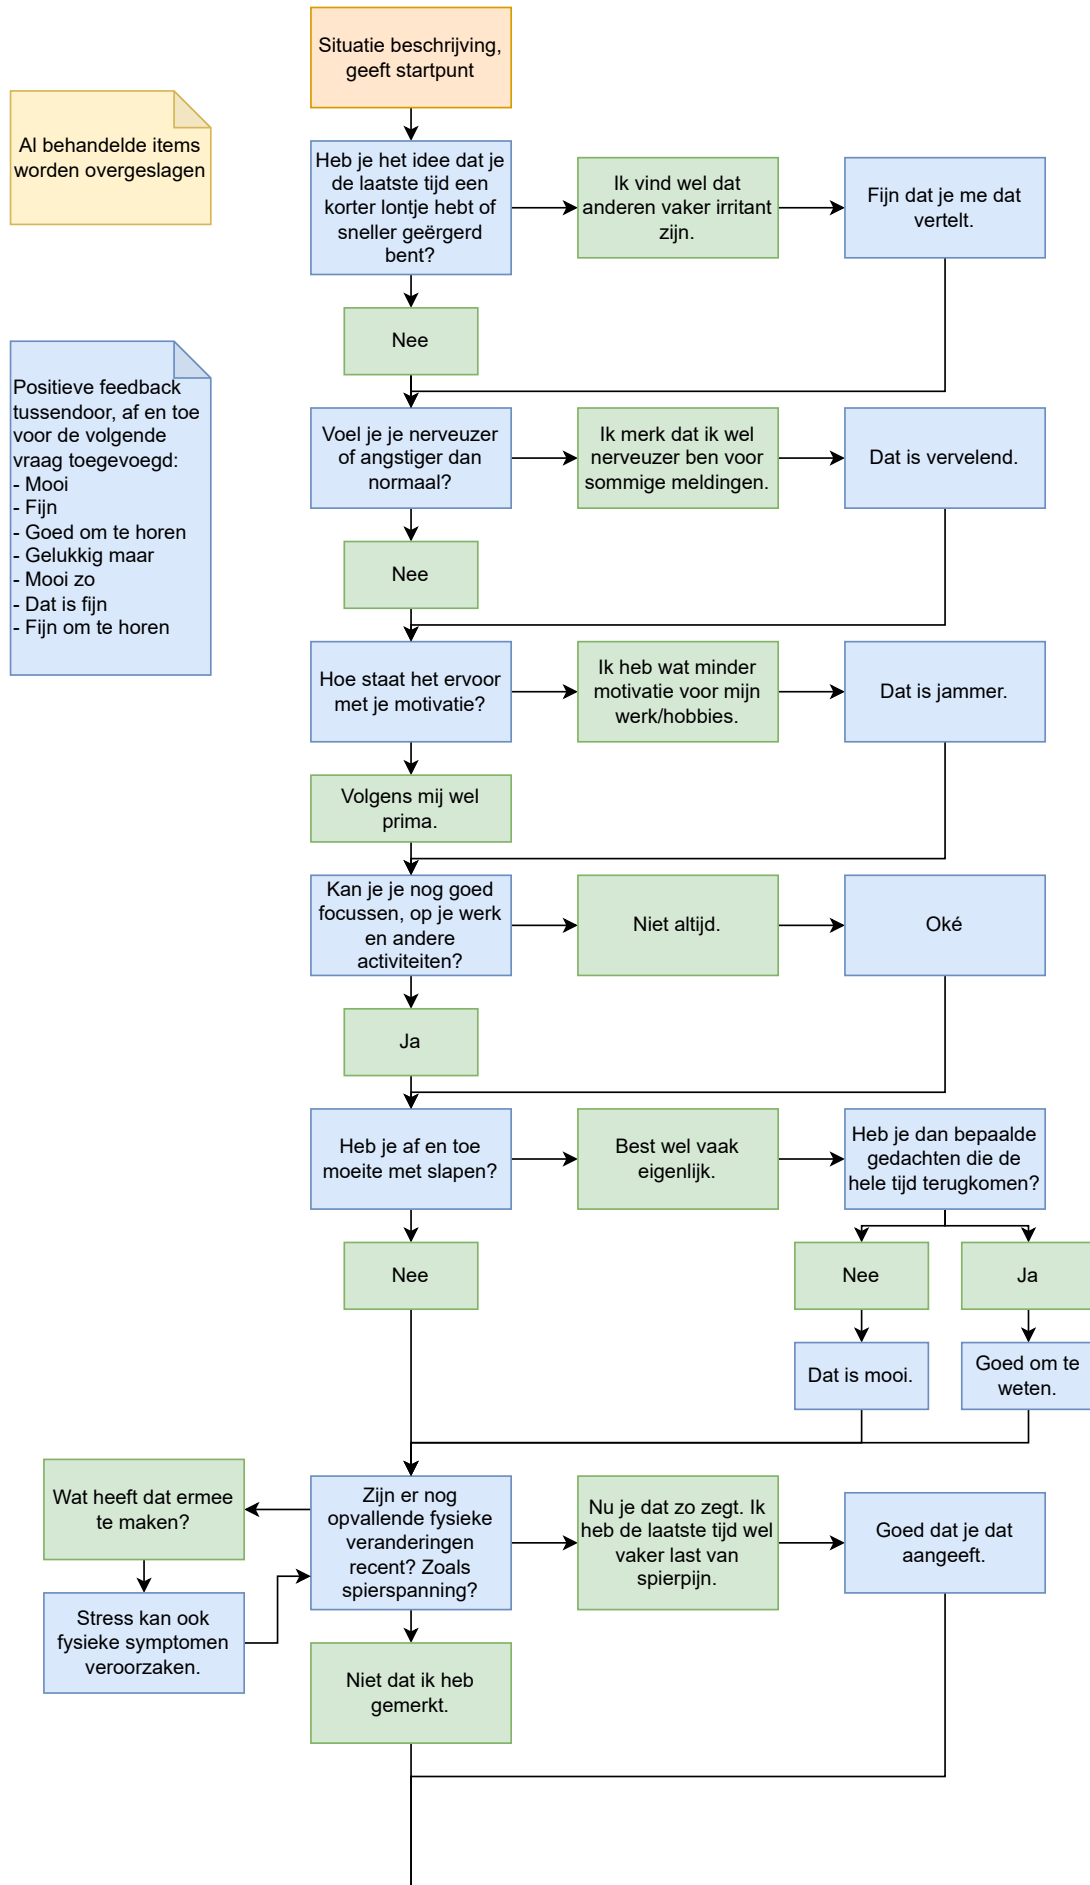 Situatie beschrijving,
geeft startpunt
Al behandelde items
worden overgeslagen
Heb je het idee dat je
de laatste tijd een
korter lontje hebt of
sneller geërgerd
bent?
Ik vind wel dat
anderen vaker irritant
zijn.
Fijn dat je me dat
vertelt.
Nee
Positieve feedback
tussendoor, af en toe
voor de volgende
vraag toegevoegd:
- Mooi
- Fijn
- Goed om te horen
- Gelukkig maar
- Mooi zo
- Dat is fijn
- Fijn om te horen
Voel je je nerveuzer
of angstiger dan
normaal?
Ik merk dat ik wel
nerveuzer ben voor
sommige meldingen.
Dat is vervelend.
Nee
Hoe staat het ervoor
met je motivatie?
Ik heb wat minder
motivatie voor mijn
werk/hobbies.
Dat is jammer.
Volgens mij wel
prima.
Kan je je nog goed
focussen, op je werk
en andere
activiteiten?
Niet altijd.
Oké
Ja
Heb je af en toe
moeite met slapen?
Best wel vaak
eigenlijk.
Heb je dan bepaalde
gedachten die de
hele tijd terugkomen?
Nee
Nee
Ja
Dat is mooi.
Goed om te
weten.
Wat heeft dat ermee
te maken?
Zijn er nog
opvallende fysieke
veranderingen
recent? Zoals
spierspanning?
Nu je dat zo zegt. Ik
heb de laatste tijd wel
vaker last van
spierpijn.
Goed dat je dat
aangeeft.
Stress kan ook
fysieke symptomen
veroorzaken.
Niet dat ik heb
gemerkt.